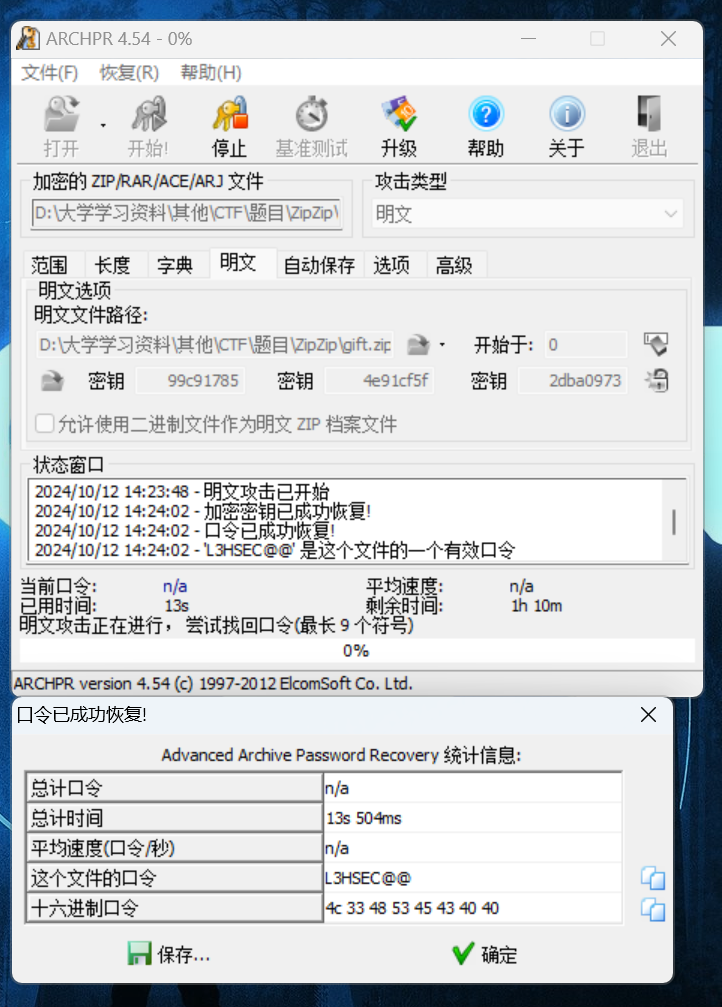 ARCHPR 4.54 - 0%
文件(F) 恢复(R) 帮助(H)
打开 开始! 停止 基准测试 升级 帮助 关于 退出
加密的 ZIP/RAR/ACE/ARJ 文件 攻击类型
D:\大学学习资料\其他\CTF\题目\ZipZip\ 明文
范围 长度 字典 明文 自动保存 选项 高级
明文选项
明文文件路径:
D:\大学学习资料\其他\CTF\题目\ZipZip\gift.zip 开始于: 0
密钥 99c91785 密钥 4e91cf5f 密钥 2dba0973
允许使用二进制文件作为明文 ZIP 档案文件
状态窗口
2024/10/12 14:23:48 - 明文攻击已开始
2024/10/12 14:24:02 - 加密密钥已成功恢复!
2024/10/12 14:24:02 - 口令已成功恢复!
2024/10/12 14:24:02 - 'L3HSEC@@' 是这个文件的一个有效口令
当前口令: n/a 平均速度: n/a
已用时间: 13s 剩余时间: 1h 10m
明文攻击正在进行，尝试找回口令(最长 9 个符号)
0%
ARCHPR version 4.54 (c) 1997-2012 ElcomSoft Co. Ltd.
口令已成功恢复!
Advanced Archive Password Recovery 统计信息:
总计口令 n/a
总计时间 13s 504ms
平均速度(口令/秒) n/a
这个文件的口令 L3HSEC@@
十六进制口令 4c 33 48 53 45 43 40 40
保存... 确定